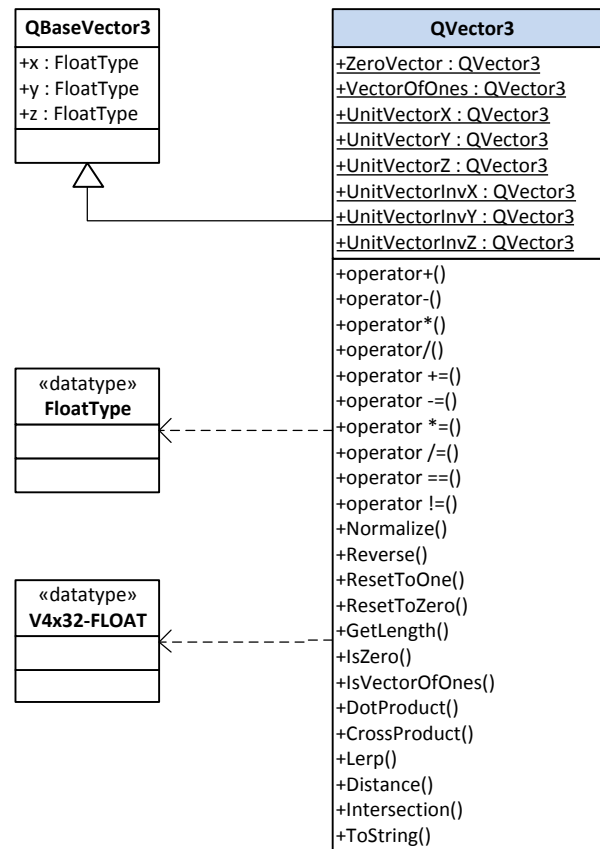 QBaseVector3
+x : FloatType
+y : FloatType
+z : FloatType
QVector3
+ZeroVector : QVector3
+VectorOfOnes : QVector3
+UnitVectorX : QVector3
+UnitVectorY : QVector3
+UnitVectorZ : QVector3
+UnitVectorInvX : QVector3
+UnitVectorInvY : QVector3
+UnitVectorInvZ : QVector3
+operator+()
+operator-()
+operator*()
+operator/()
+operator +=()
+operator -=()
+operator *=()
+operator /=()
+operator ==()
+operator !=()
+Normalize()
+Reverse()
+ResetToOne()
+ResetToZero()
+GetLength()
+IsZero()
+IsVectorOfOnes()
+DotProduct()
+CrossProduct()
+Lerp()
+Distance()
+Intersection()
+ToString()
«datatype»
FloatType
«datatype»
V4x32-FLOAT